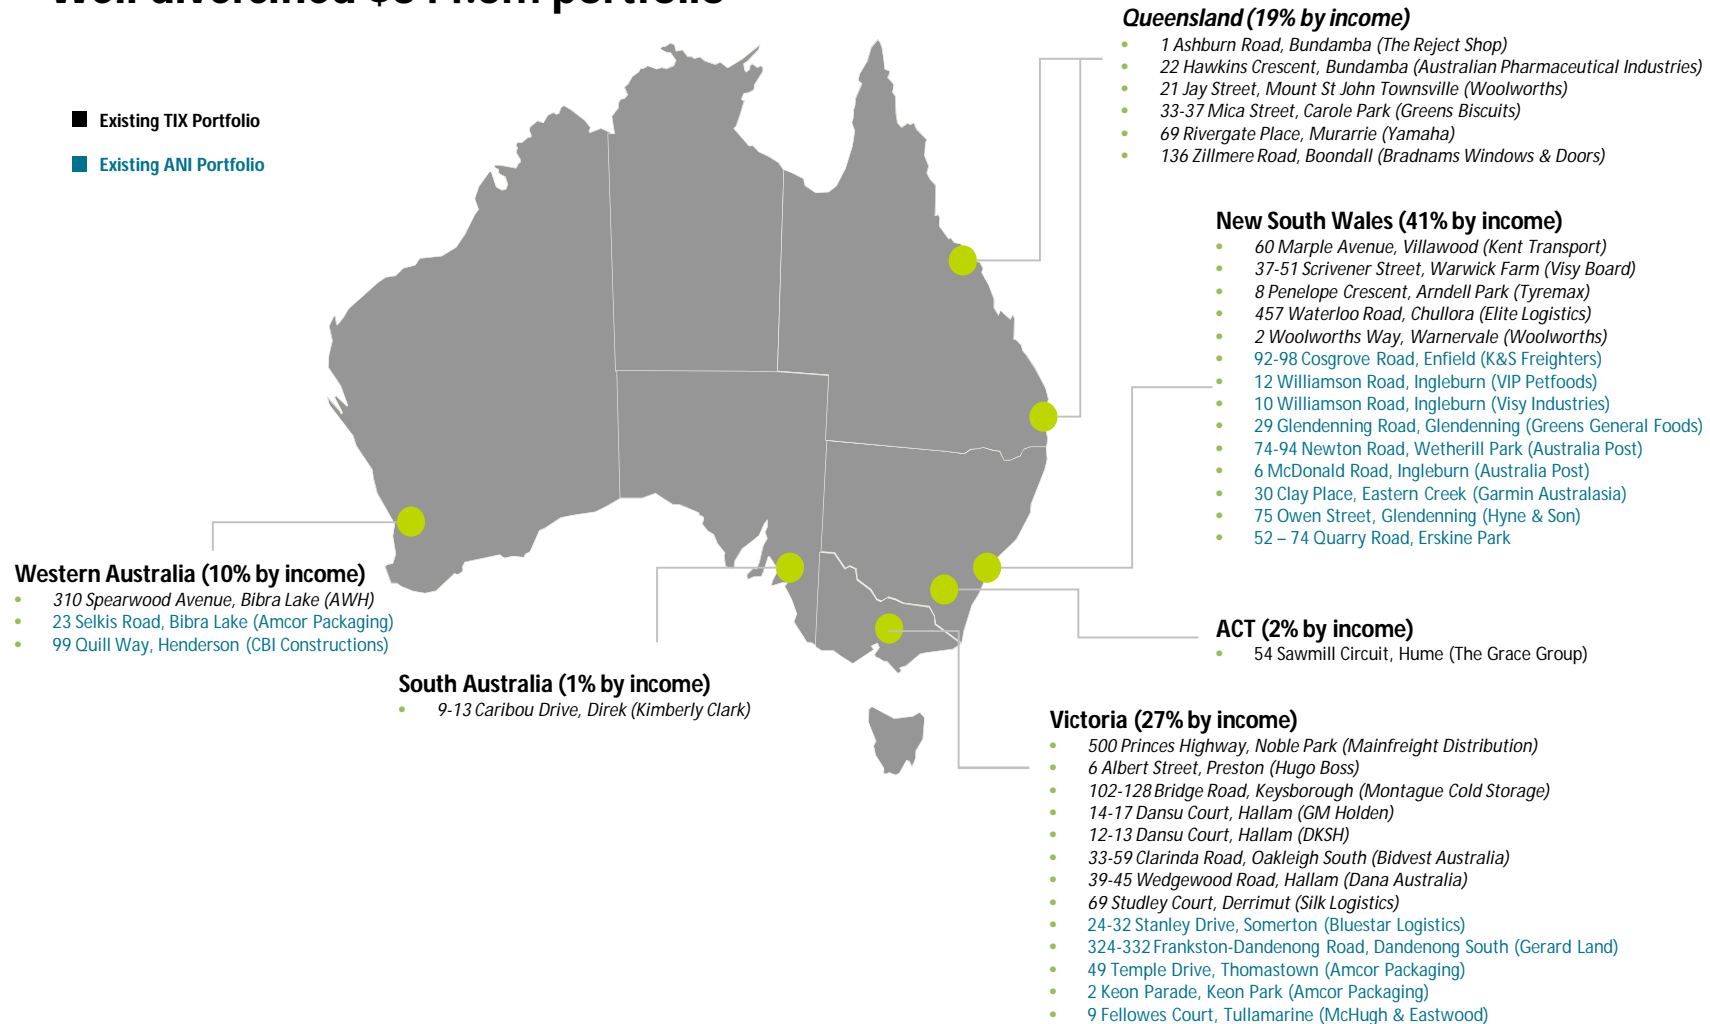 Existing TIX Portfolio
Existing ANI Portfolio
Queensland (19% by income)
• 1 Ashburn Road, Bundamba (The Reject Shop)
• 22 Hawkins Crescent, Bundamba (Australian Pharmaceutical Industries)
• 21 Jay Street, Mount St John Townsville (Woolworths)
• 33-37 Mica Street, Carole Park (Greens Biscuits)
• 69 Rivergate Place, Murarrie (Yamaha)
• 136 Zillmere Road, Boondall (Bradnams Windows & Doors)
New South Wales (41% by income)
• 60 Marple Avenue, Villawood (Kent Transport)
• 37-51 Scrivener Street, Warwick Farm (Visy Board)
• 8 Penelope Crescent, Arndell Park (Tyremax)
• 457 Waterloo Road, Chullora (Elite Logistics)
• 2 Woolworths Way, Warnervale (Woolworths)
• 92-98 Cosgrove Road, Enfield (K&S Freighters)
• 12 Williamson Road, Ingleburn (VIP Petfoods)
• 10 Williamson Road, Ingleburn (Visy Industries)
• 29 Glendenning Road, Glendenning (Greens General Foods)
• 74-94 Newton Road, Wetherill Park (Australia Post)
• 6 McDonald Road, Ingleburn (Australia Post)
• 30 Clay Place, Eastern Creek (Garmin Australasia)
• 75 Owen Street, Glendenning (Hyne & Son)
• 52 – 74 Quarry Road, Erskine Park
Western Australia (10% by income)
• 310 Spearwood Avenue, Bibra Lake (AWH)
• 23 Selkis Road, Bibra Lake (Amcor Packaging)
• 99 Quill Way, Henderson (CBI Constructions)
South Australia (1% by income)
• 9-13 Caribou Drive, Direk (Kimberly Clark)
ACT (2% by income)
• 54 Sawmill Circuit, Hume (The Grace Group)
Victoria (27% by income)
• 500 Princes Highway, Noble Park (Mainfreight Distribution)
• 6 Albert Street, Preston (Hugo Boss)
• 102-128 Bridge Road, Keysborough (Montague Cold Storage)
• 14-17 Dansu Court, Hallam (GM Holden)
• 12-13 Dansu Court, Hallam (DKSH)
• 33-59 Clarinda Road, Oakleigh South (Bidvest Australia)
• 39-45 Wedgewood Road, Hallam (Dana Australia)
• 69 Studley Court, Derrimut (Silk Logistics)
• 24-32 Stanley Drive, Somerton (Bluestar Logistics)
• 324-332 Frankston-Dandenong Road, Dandenong South (Gerard Land)
• 49 Temple Drive, Thomastown (Amcor Packaging)
• 2 Keon Parade, Keon Park (Amcor Packaging)
• 9 Fellowes Court, Tullamarine (McHugh & Eastwood)